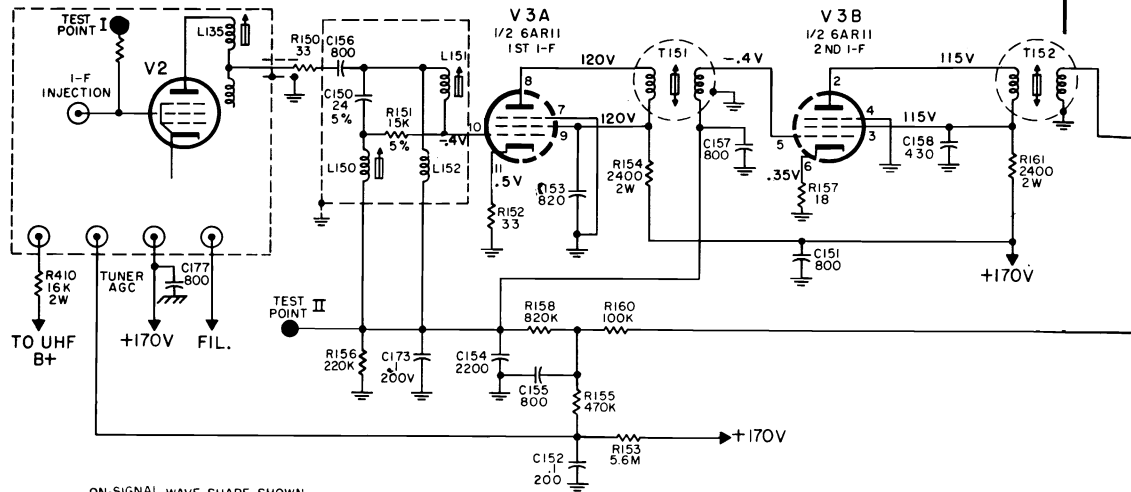 TEST
POINT I
I-F
INJECTION
V2
L135
R150
33
C156
800
C150
24
5%
R151
15K
5%
L151
L150
L152
-.4V
V3A
1/2 6AR11
1ST I-F
8
7
9
10
11
.5V
120V
120V
R152
33
C153
820
T151
R154
2400
2W
-.4V
C157
800
V3B
1/2 6AR11
2ND I-F
2
4
3
5
6
.35V
R157
18
115V
115V
C158
430
T152
R161
2400
2W
C151
800
+170V
R410
16K
2W
TO UHF
B+
TUNER
AGC
C177
800
+170V
FIL.
TEST
POINT II
R156
220K
C173
.1
200V
C154
2200
R158
820K
R160
100K
C155
800
R155
470K
R153
5.6M
+170V
C152
.1
200
ON-SIGNAL WAVE SHAPE SHOWN